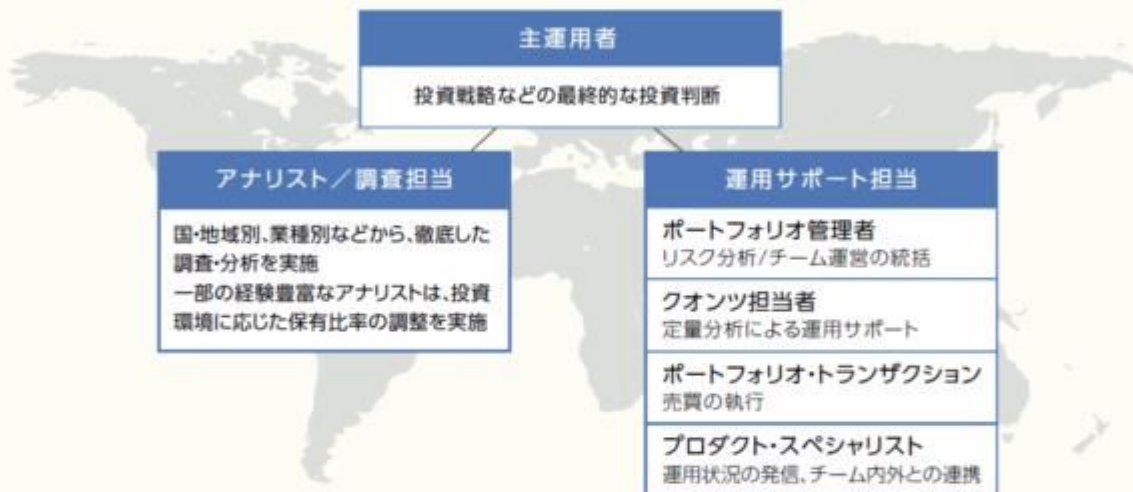 主運用者
投資戦略などの最終的な投資判断
アナリスト／調査担当
国・地域別、業種別などから、徹底した
調査・分析を実施
一部の経験豊富なアナリストは、投資
環境に応じた保有比率の調整を実施
運用サポート担当
ポートフォリオ管理者
リスク分析/チーム運営の統括
クオンツ担当者
定量分析による運用サポート
ポートフォリオ・トランザクション
売買の執行
プロダクト・スペシャリスト
運用状況の発信、チーム内外との連携